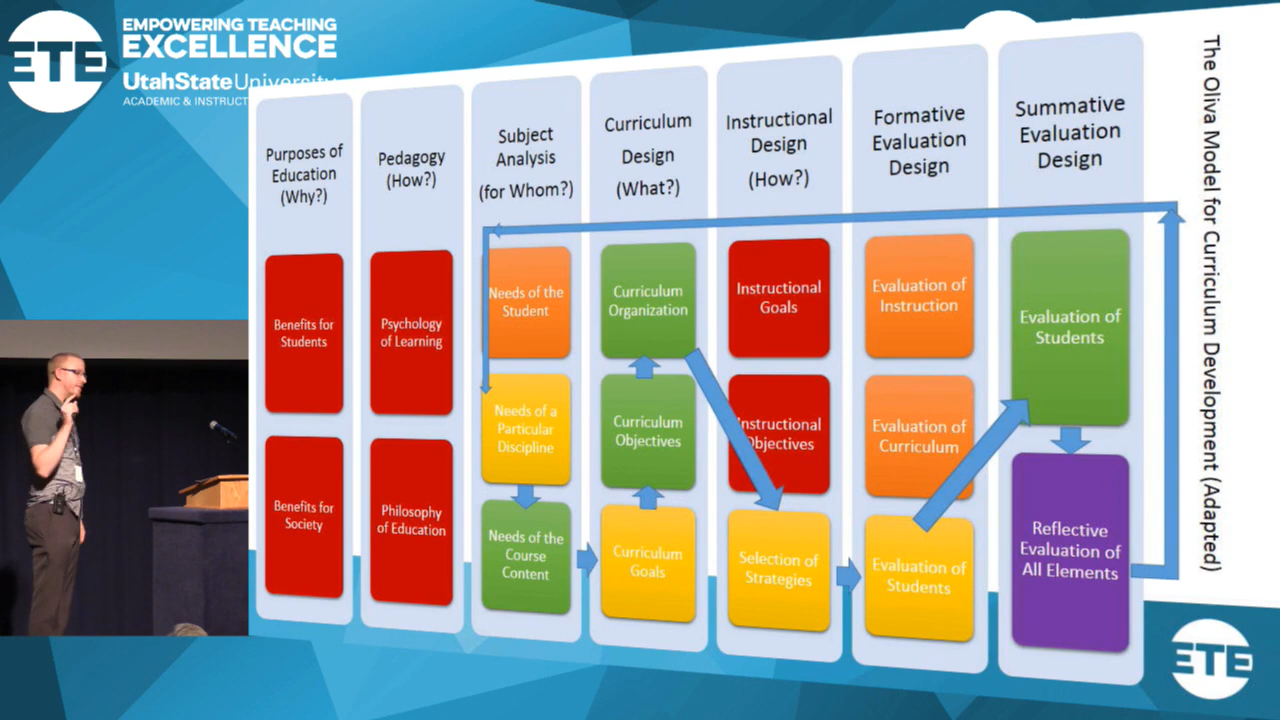 ETE
EMPOWERING TEACHING
EXCELLENCE
UtahStateUniversity
ACADEMIC &
Purposes of
Education
(Why?)
Benefits for
Students
Benefits for
Society
Pedagogy
(How?)
Psychology
of Learning
Philosophy
of Education
Subject
Analysis
(for Whom?)
Needs of the
Student
Needs of a
Particular
Discipline
Needs of the
Course
Content
Curriculum
Design
(What?)
Curriculum
Organization
Curriculum
Objectives
Curriculum
Goals
Instructional
Design
(How?)
Instructional
Goals
Instructional
Objectives
Selection of
Strategies
Formative
Evaluation
Design
Evaluation of
Instruction
Evaluation of
Curriculum
Evaluation of
Students
Summative
Evaluation
Design
Evaluation of
Students
Reflective
Evaluation of
All Elements
The Oliva Model for Curriculum Development (Adapted)
ETE